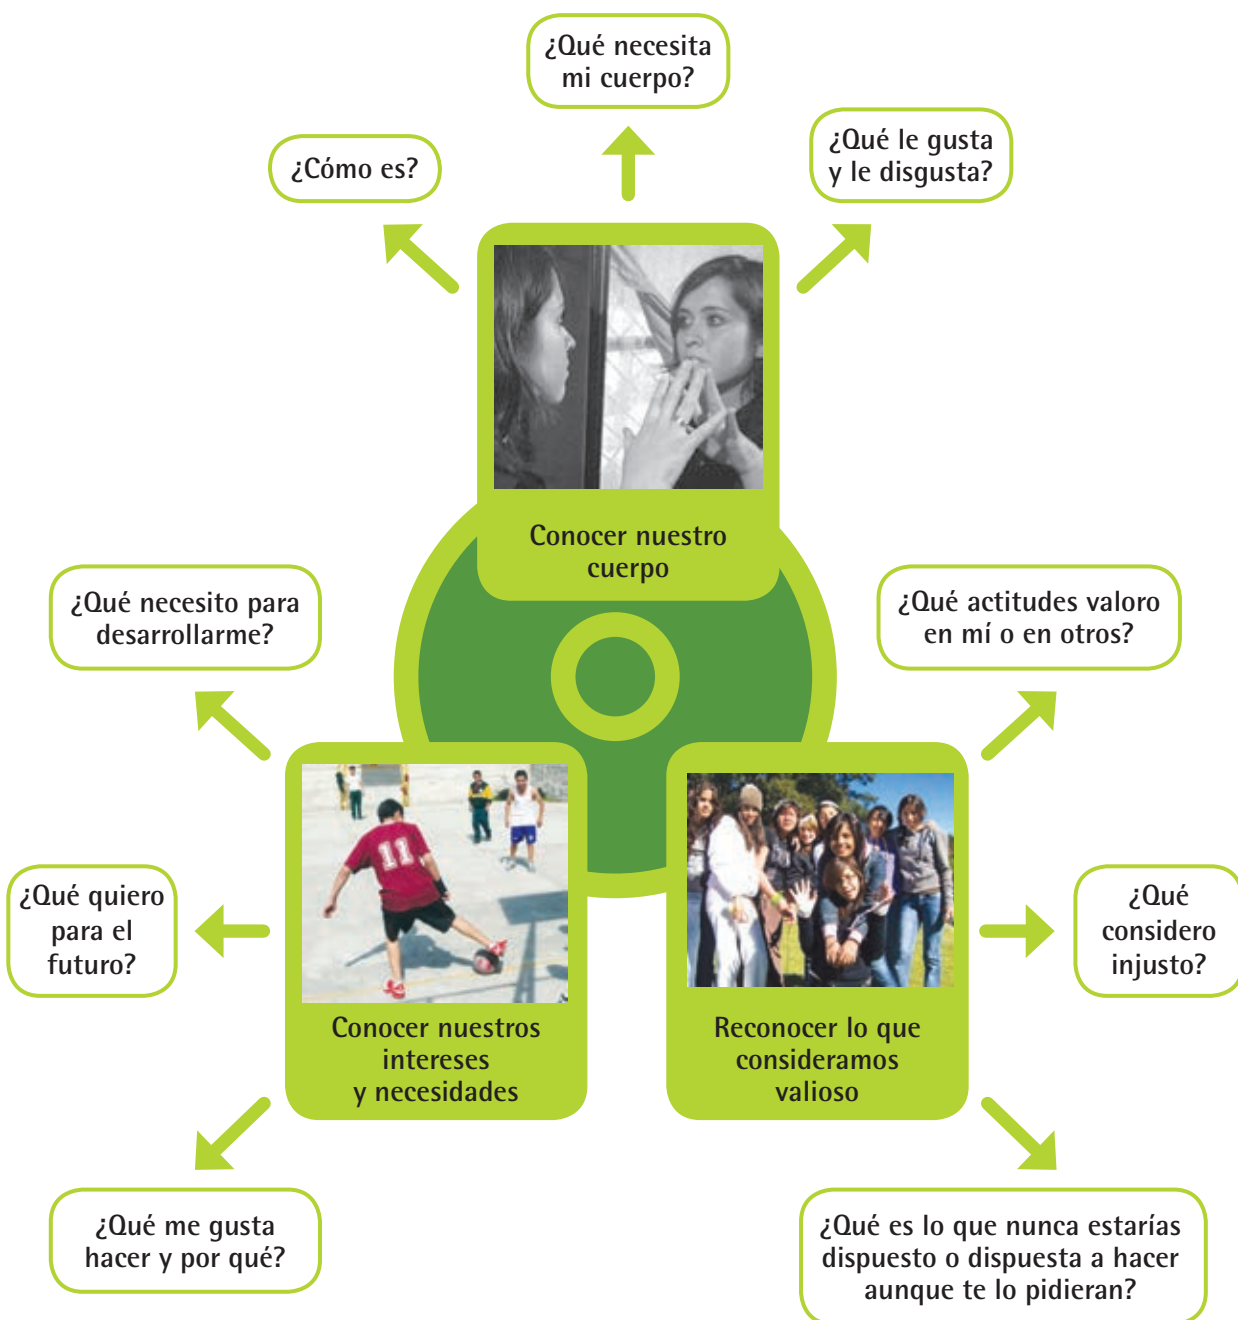 ¿Qué necesita
mi cuerpo?
¿Cómo es?
¿Qué le gusta
y le disgusta?
Conocer nuestro
cuerpo
¿Qué necesito para
desarrollarme?
¿Qué actitudes valoro
en mí o en otros?
11
¿Qué quiero
para el
futuro?
¿Qué
considero
injusto?
Conocer nuestros
intereses
y necesidades
Reconocer lo que
consideramos
valioso
¿Qué me gusta
hacer y por qué?
¿Qué es lo que nunca estarías
dispuesto o dispuesta a hacer
aunque te lo pidieran?